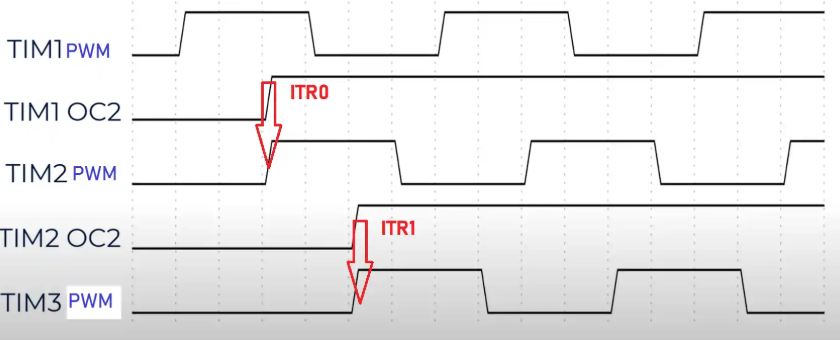 TIM1 PWM
ITR0
TIM1 OC2
TIM2 PWM
ITR1
TIM2 OC2
TIM3 PWM